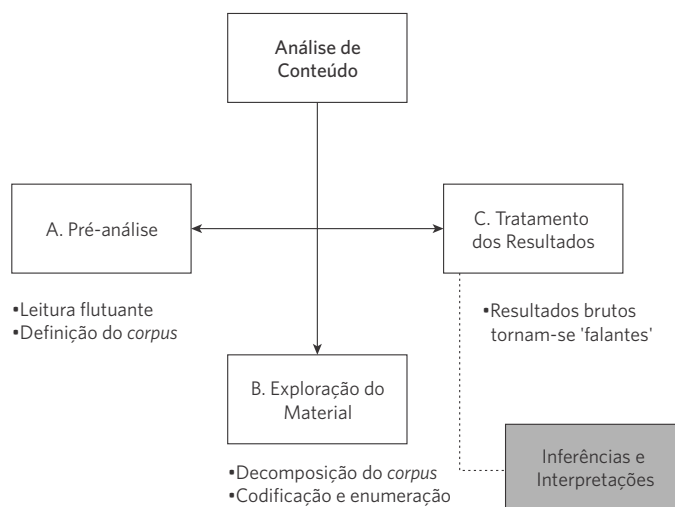 Análise de
Conteúdo
A. Pré-análise
•Leitura flutuante
•Definição do corpus
C. Tratamento
dos Resultados
•Resultados brutos
tornam-se 'falantes'
B. Exploração do
Material
•Decomposição do corpus
•Codificação e enumeração
Inferências e
Interpretações